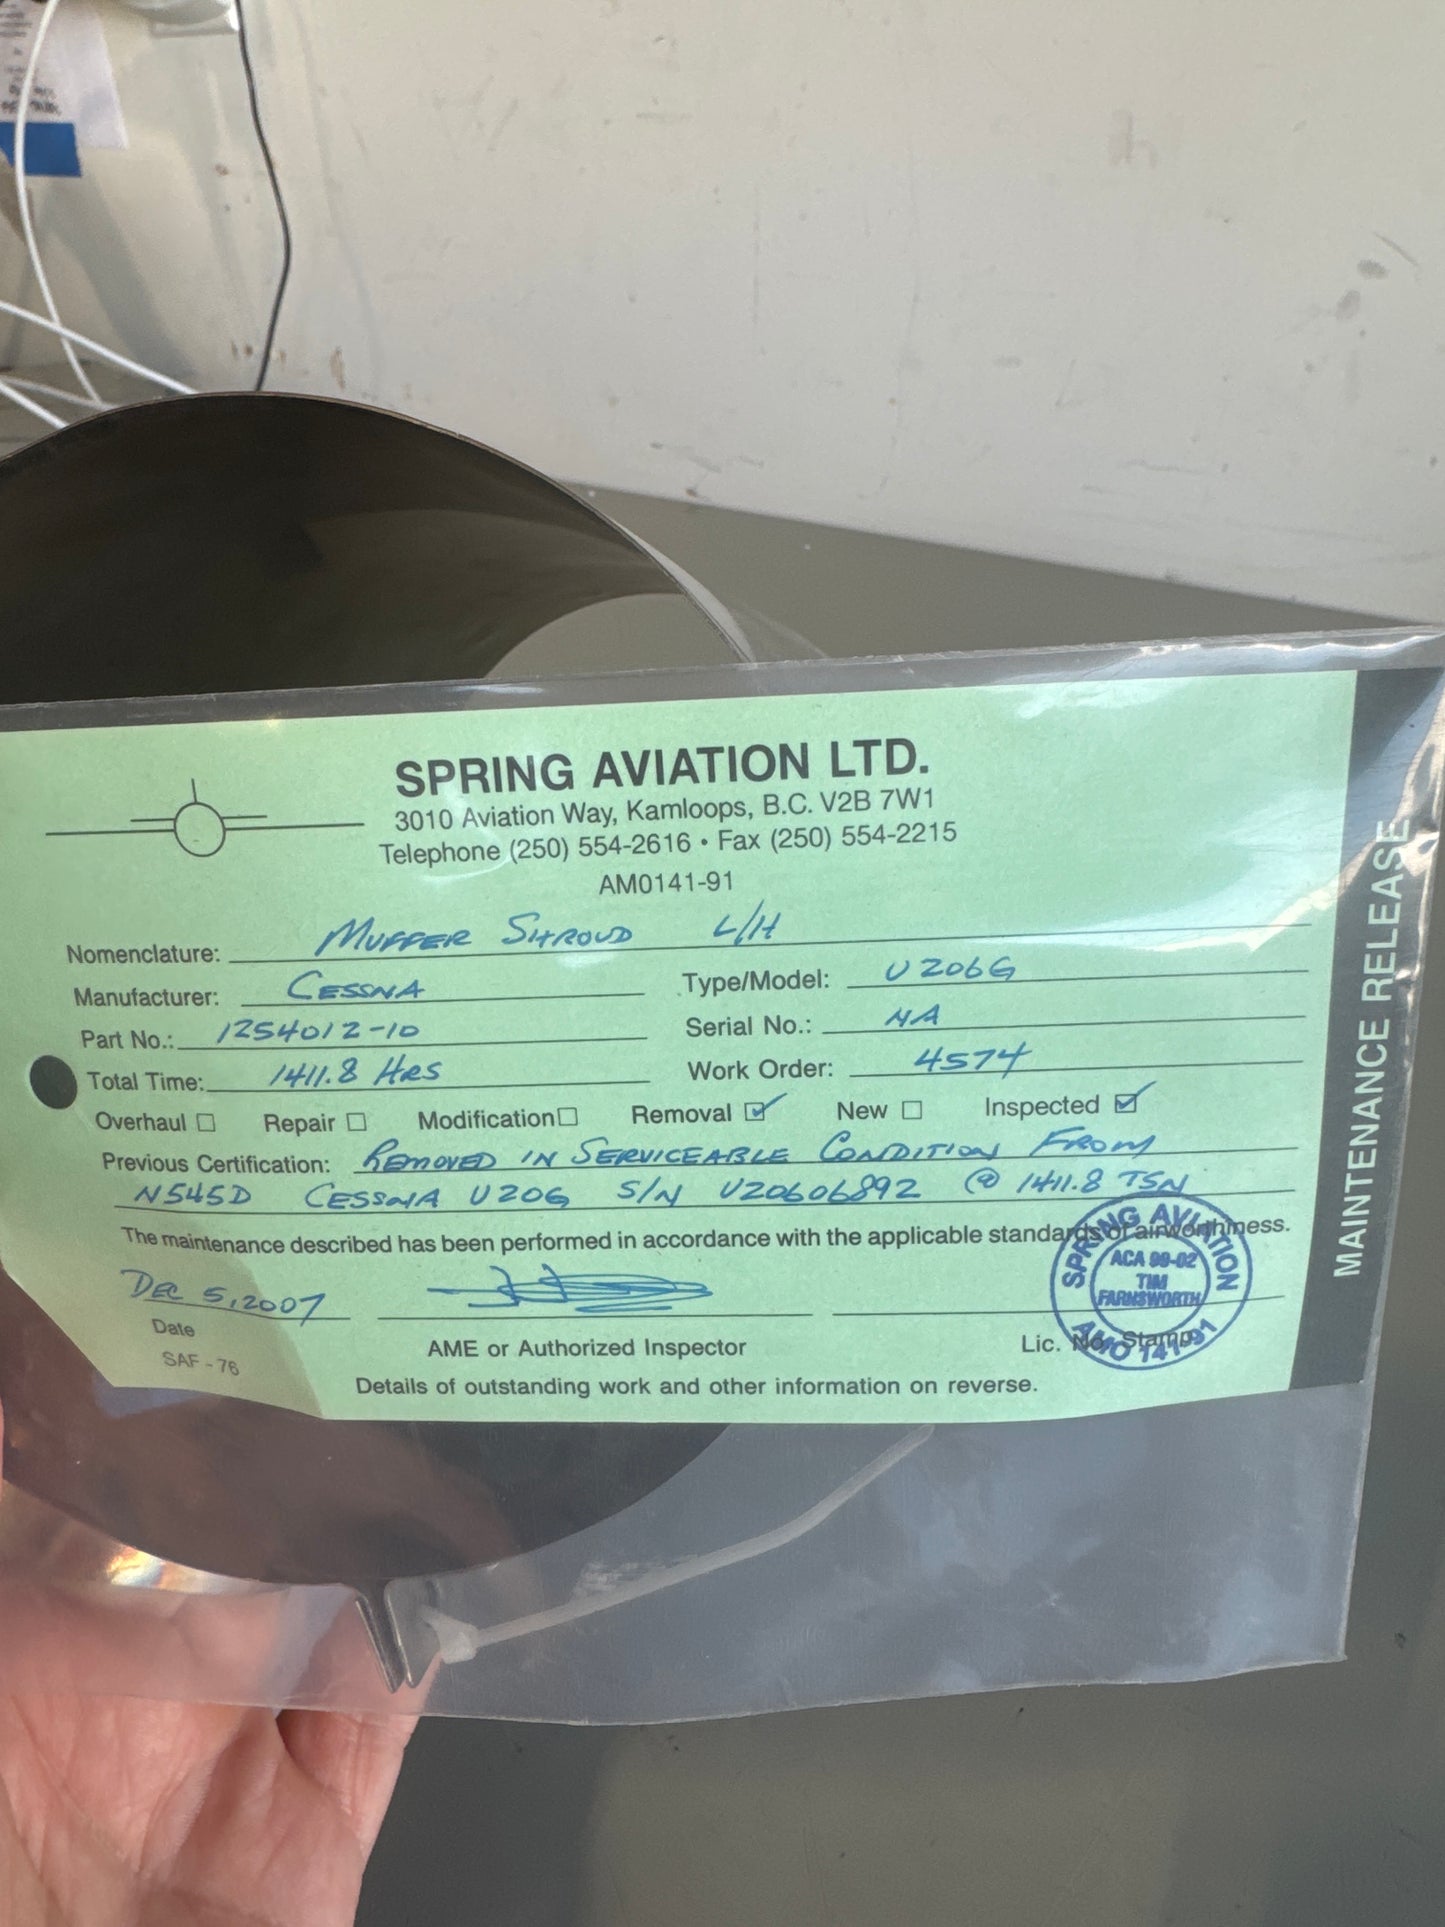 SPRING AVIATION LTD.
3010 Aviation Way, Kamloops, B.C. V2B 7W1
Telephone (250) 554-2616 • Fax (250) 554-2215
AM0141-91
Nomenclature: MUFFER SHROUD L/H
Manufacturer: CESSNA Type/Model: U206G
Part No.: 1254012-10 Serial No.: NA
Total Time: 1411.8 HRS Work Order: 4574
Overhaul ☐ Repair ☐ Modification ☐ Removal ☑ New ☐ Inspected ☑
Previous Certification: REMOVED IN SERVICEABLE CONDITION FROM
N545D CESSNA U206 S/N U20606892 @ 1411.8 TSN
The maintenance described has been performed in accordance with the applicable standards of airworthiness.
DEC 5, 2007
Date AME or Authorized Inspector Lic. No. Stamp
SAF-76
Details of outstanding work and other information on reverse.
MAINTENANCE RELEASE
SPRING AVIATION
ACA 99-02
TIM
FARNSWORTH
AMO 141-91